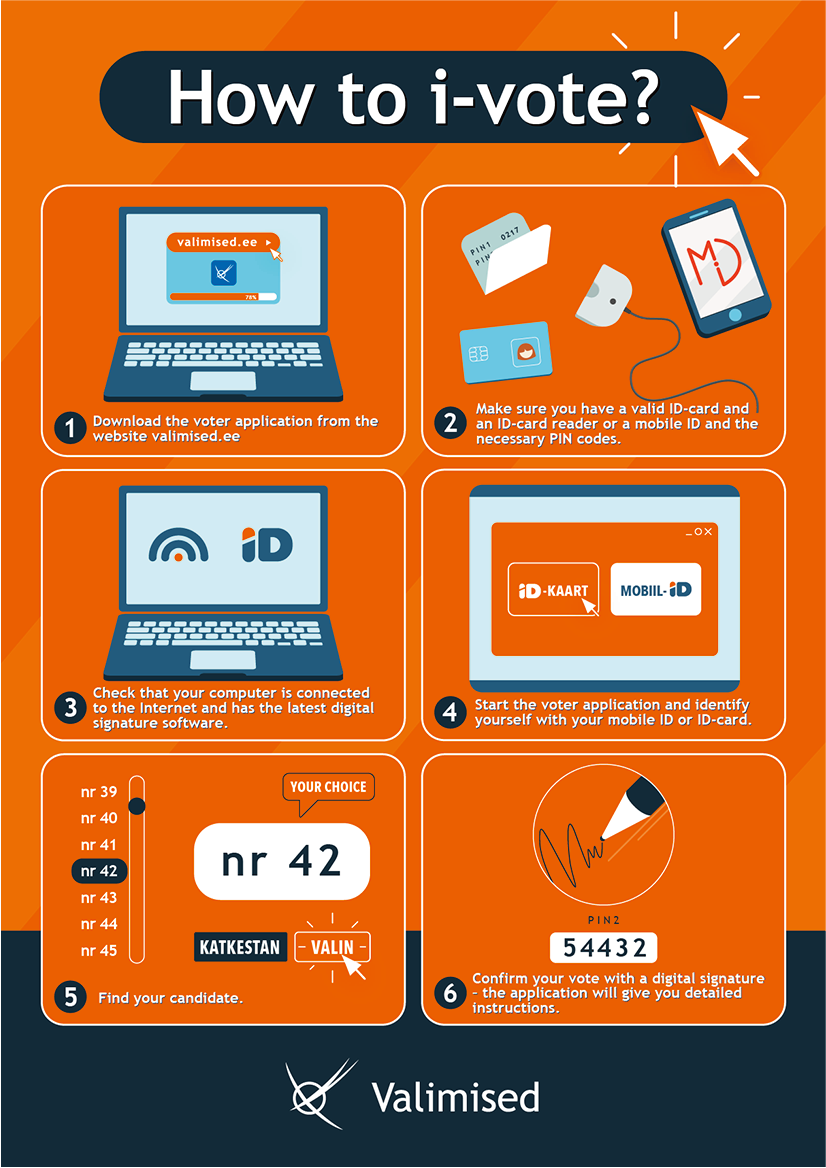 How to i-vote?
valimised.ee
78%
1 Download the voter application from the
website valimised.ee
PIN1 0217
PIN
MiD
2 Make sure you have a valid ID-card and
an ID-card reader or a mobile ID and the
necessary PIN codes.
iD
3 Check that your computer is connected
to the Internet and has the latest digital
signature software.
iD-KAART
MOBIIL-iD
4 Start the voter application and identify
yourself with your mobile ID or ID-card.
nr 39
nr 40
nr 41
nr 42
nr 43
nr 44
nr 45
YOUR CHOICE
nr 42
KATKESTAN
VALIN
5 Find your candidate.
PIN2
54432
6 Confirm your vote with a digital signature
- the application will give you detailed
instructions.
Valimised